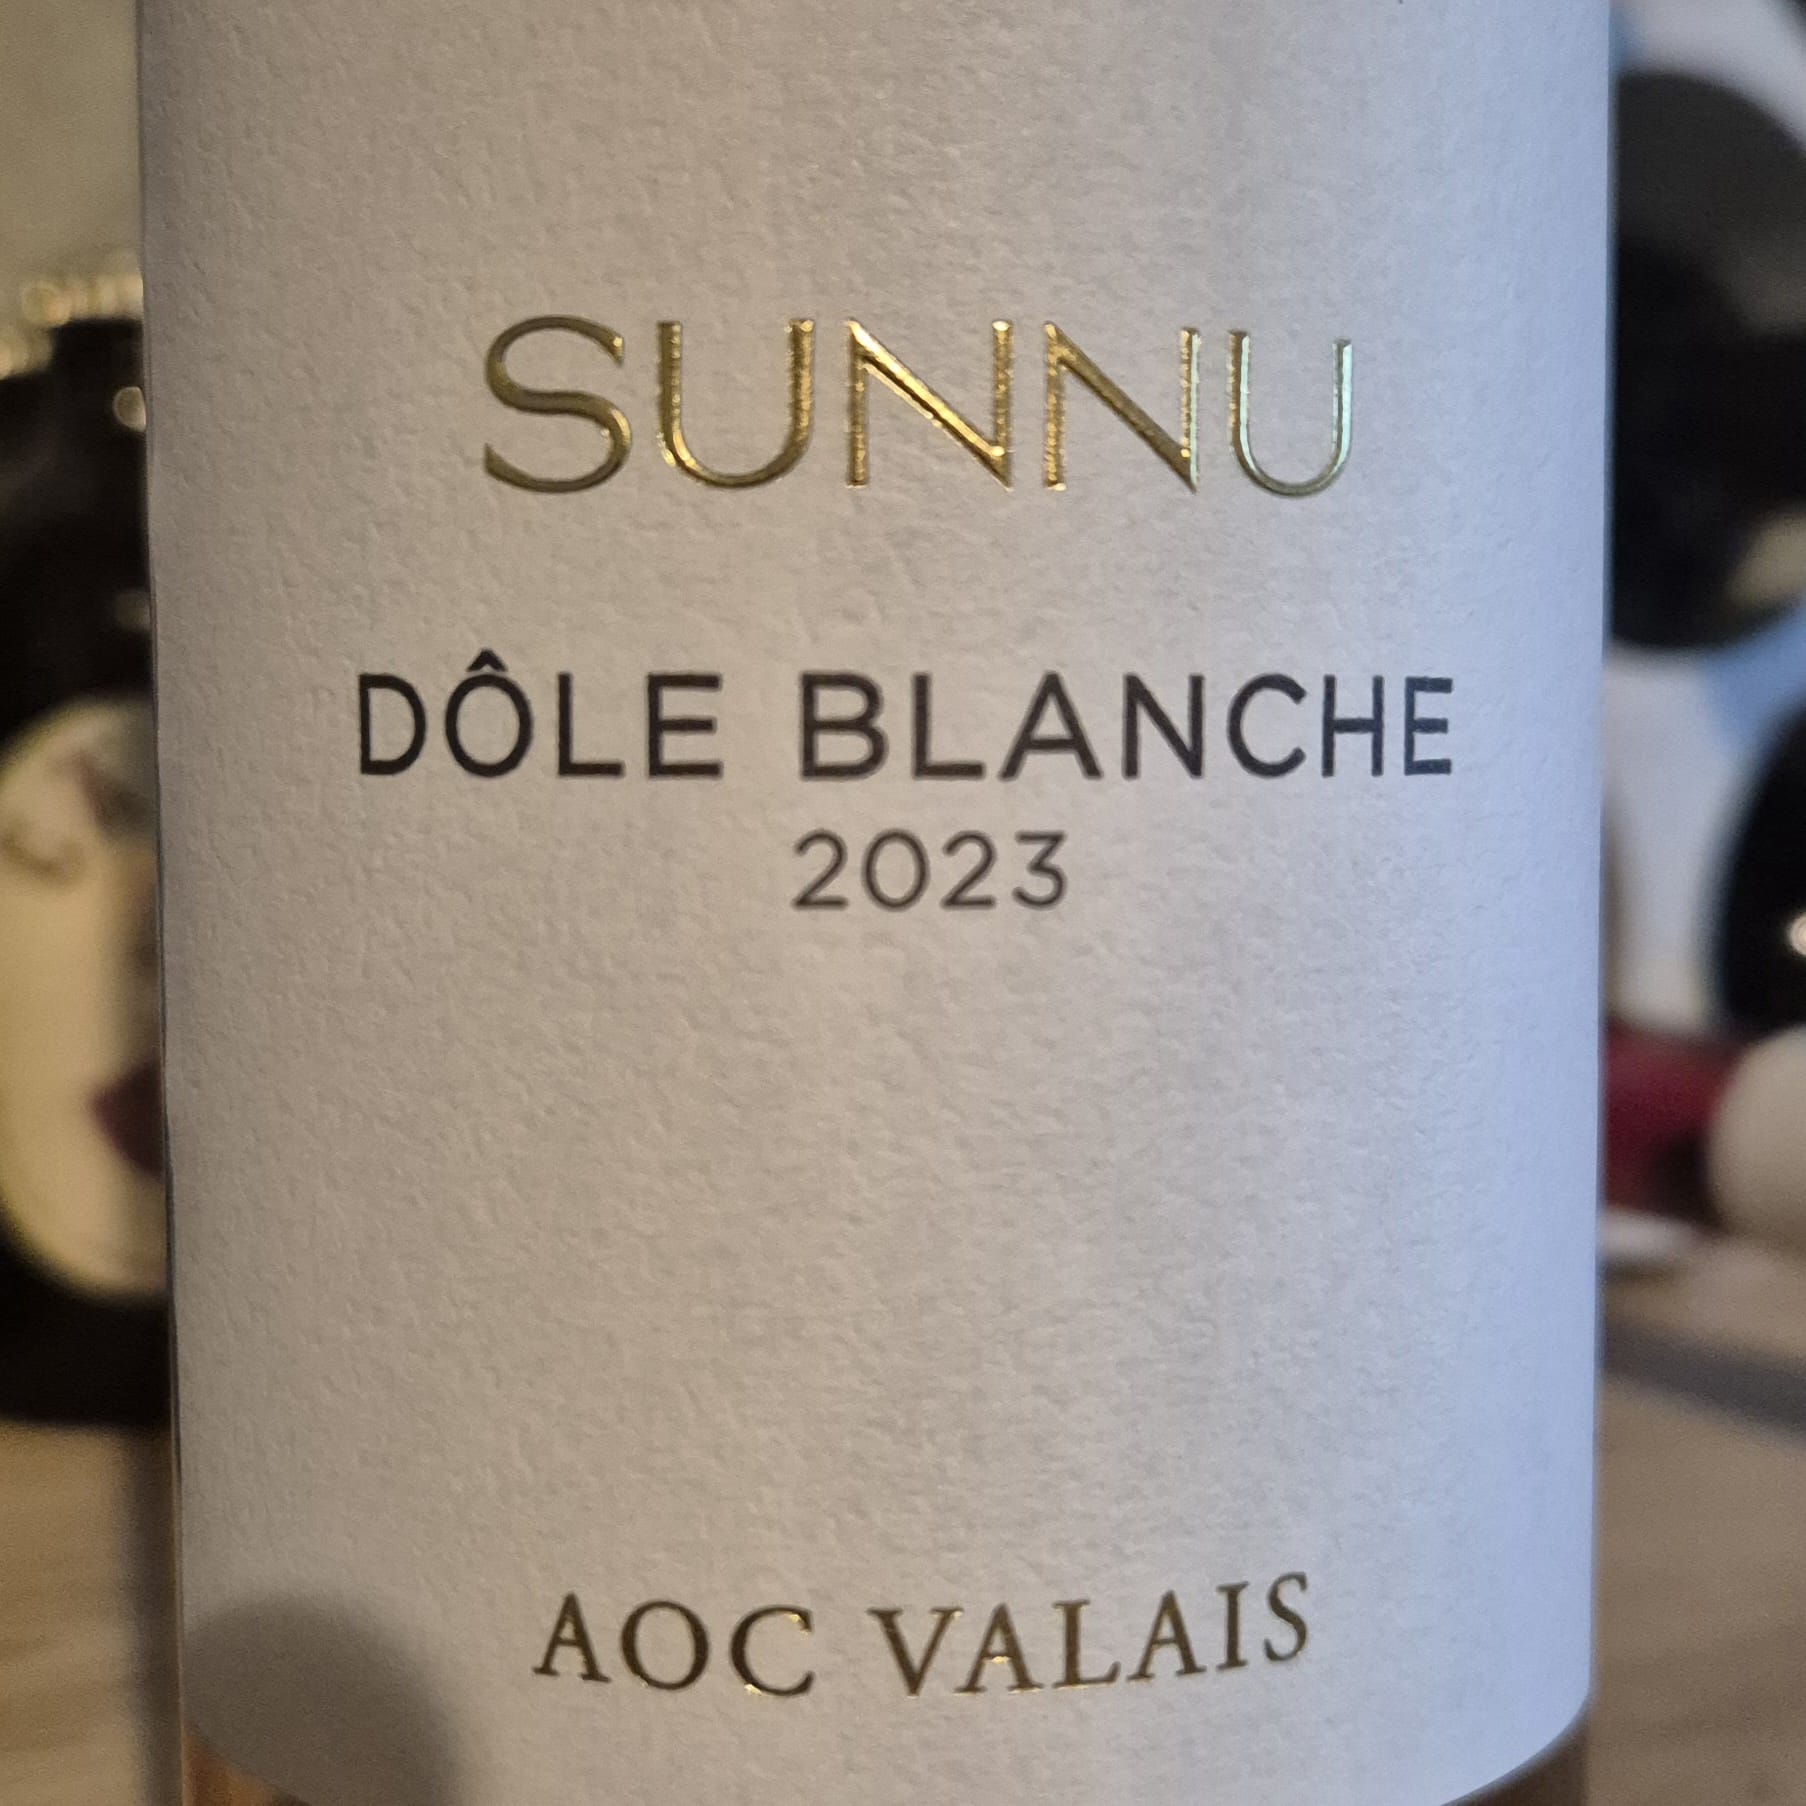 SUNNU
DÔLE BLANCHE
2023
AOC VALAIS